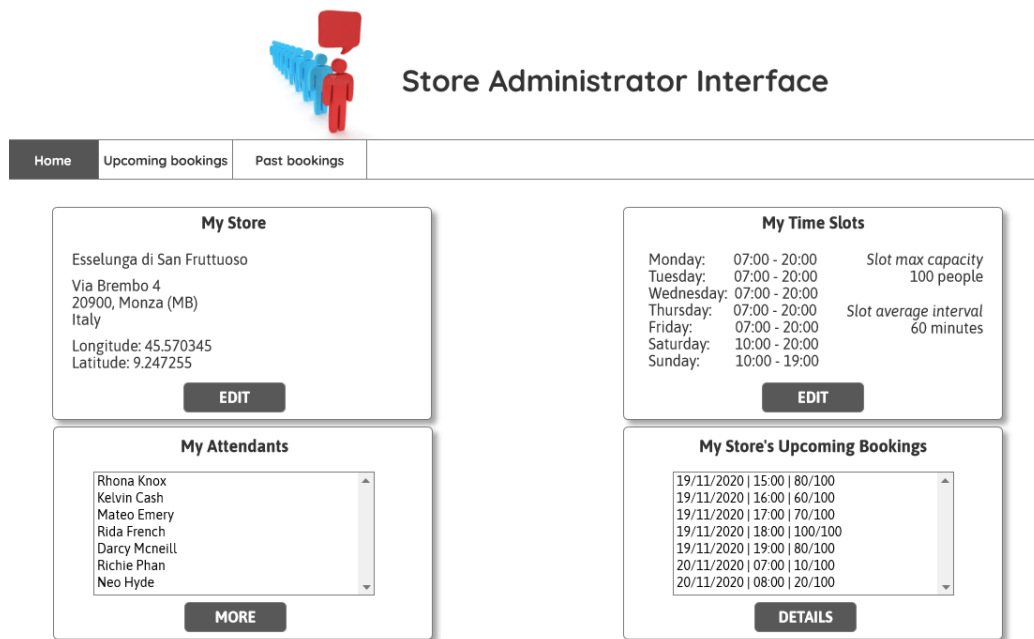 Store Administrator Interface
Home
Upcoming bookings
Past bookings
My Store
Esselunga di San Fruttuoso
Via Brembo 4
20900, Monza (MB)
Italy
Longitude: 45.570345
Latitude: 9.247255
EDIT
My Time Slots
Monday: 07:00 - 20:00
Tuesday: 07:00 - 20:00
Wednesday: 07:00 - 20:00
Thursday: 07:00 - 20:00
Friday: 07:00 - 20:00
Saturday: 10:00 - 20:00
Sunday: 10:00 - 19:00
Slot max capacity
100 people
Slot average interval
60 minutes
EDIT
My Attendants
Rhona Knox
Kelvin Cash
Mateo Emery
Rida French
Darcy Mcneill
Richie Phan
Neo Hyde
MORE
My Store's Upcoming Bookings
19/11/2020 | 15:00 | 80/100
19/11/2020 | 16:00 | 60/100
19/11/2020 | 17:00 | 70/100
19/11/2020 | 18:00 | 100/100
19/11/2020 | 19:00 | 80/100
20/11/2020 | 07:00 | 10/100
20/11/2020 | 08:00 | 20/100
DETAILS